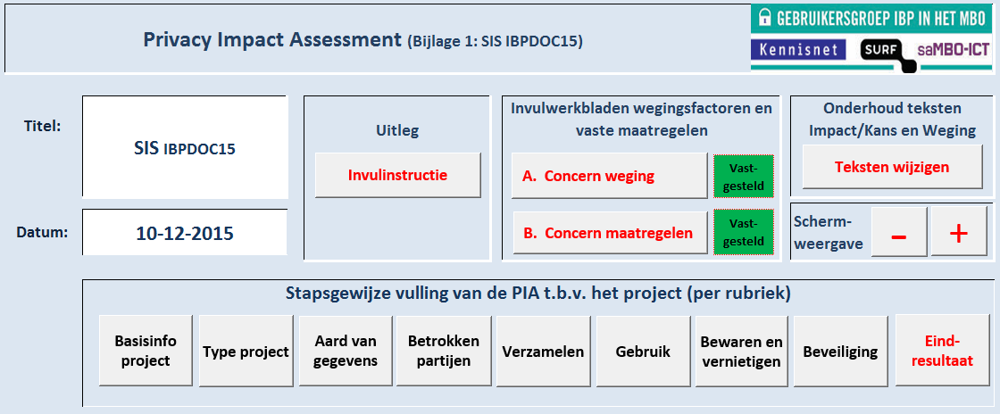 Privacy Impact Assessment (Bijlage 1: SIS IBPDOC15)
GEBRUIKERSGROEP IBP IN HET MBO
Kennisnet SURF saMBO-ICT
Titel:
SIS IBPDOC15
Datum:
10-12-2015
Uitleg
Invulinstructie
Invulwerkbladen wegingsfactoren en
vaste maatregelen
A. Concern weging
Vast-
gesteld
B. Concern maatregelen
Vast-
gesteld
Onderhoud teksten
Impact/Kans en Weging
Teksten wijzigen
Scherm-
weergave
- +
Stapsgewijze vulling van de PIA t.b.v. het project (per rubriek)
Basisinfo
project
Type project
Aard van
gegevens
Betrokken
partijen
Verzamelen
Gebruik
Bewaren en
vernietigen
Beveiliging
Eind-
resultaat